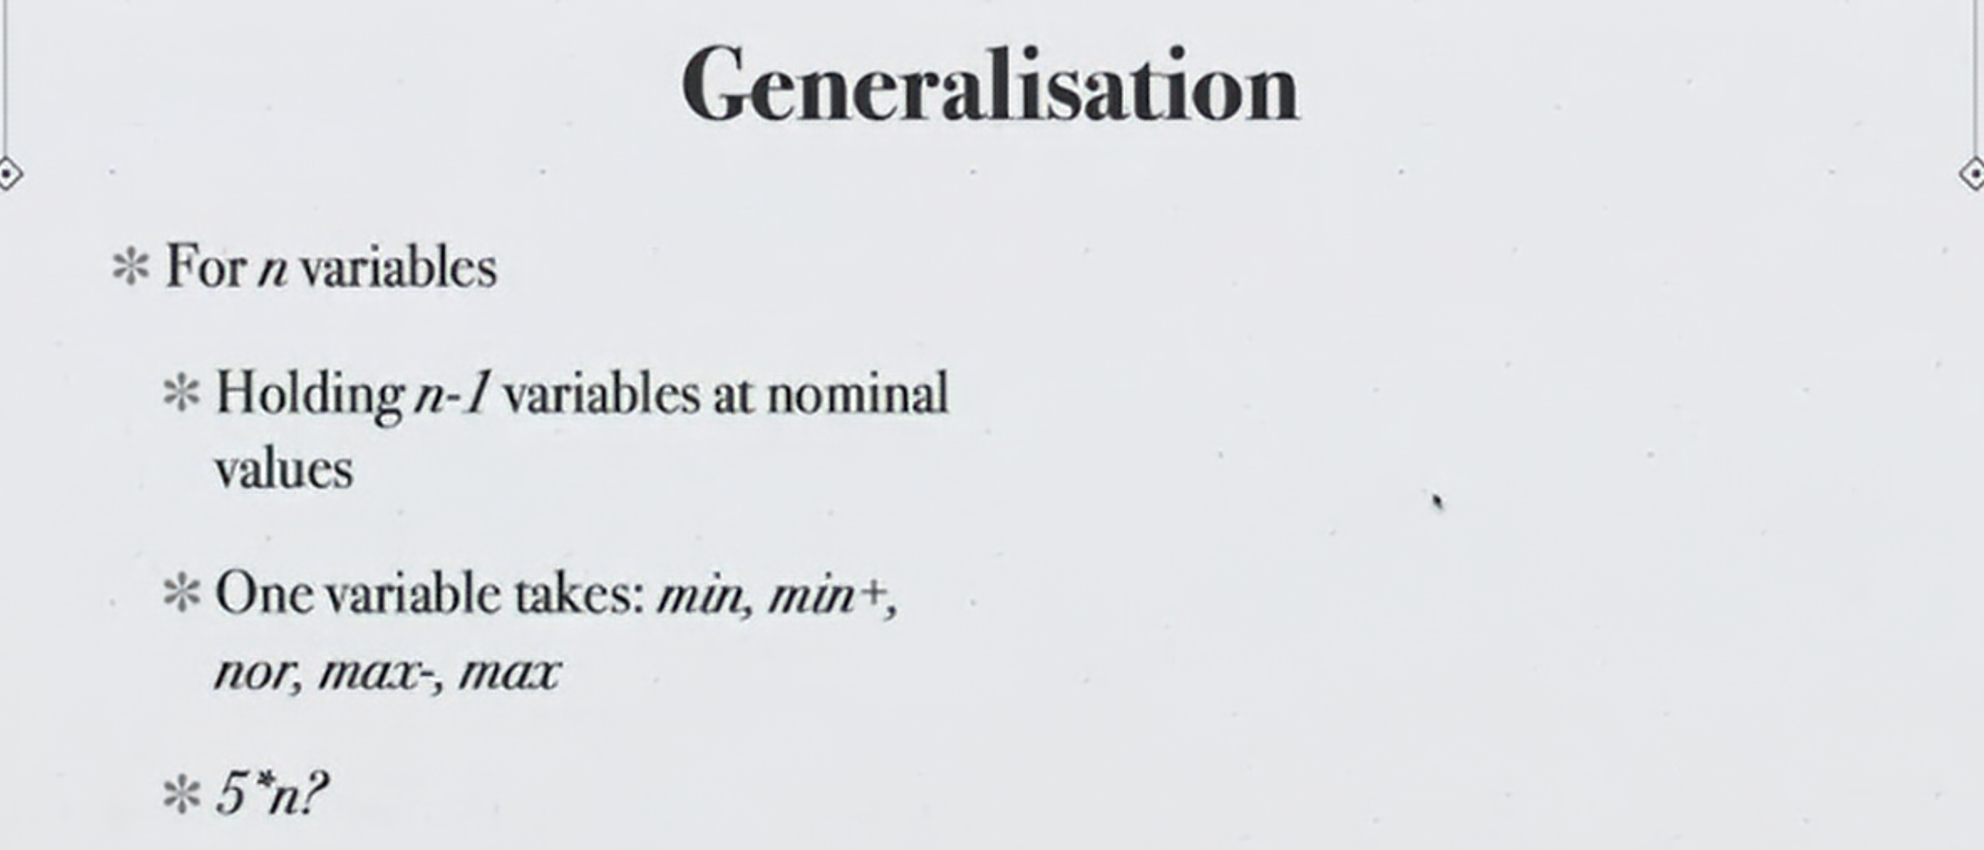 Generalisation
* For n variables
* Holding n-1 variables at nominal
values
* One variable takes: min, min+,
nor, max-, max
* 5*n?